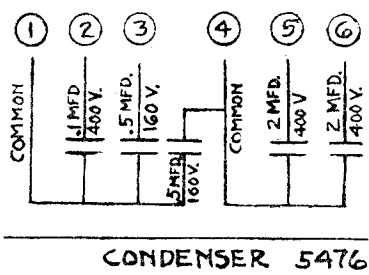 1 2 3 4 5 6
COMMON
.1 MFD.
400 V.
.5 MFD.
160 V.
.5 MFD.
160V.
COMMON
2 MFD.
400 V
2 MFD.
400 V.
CONDENSER 5476